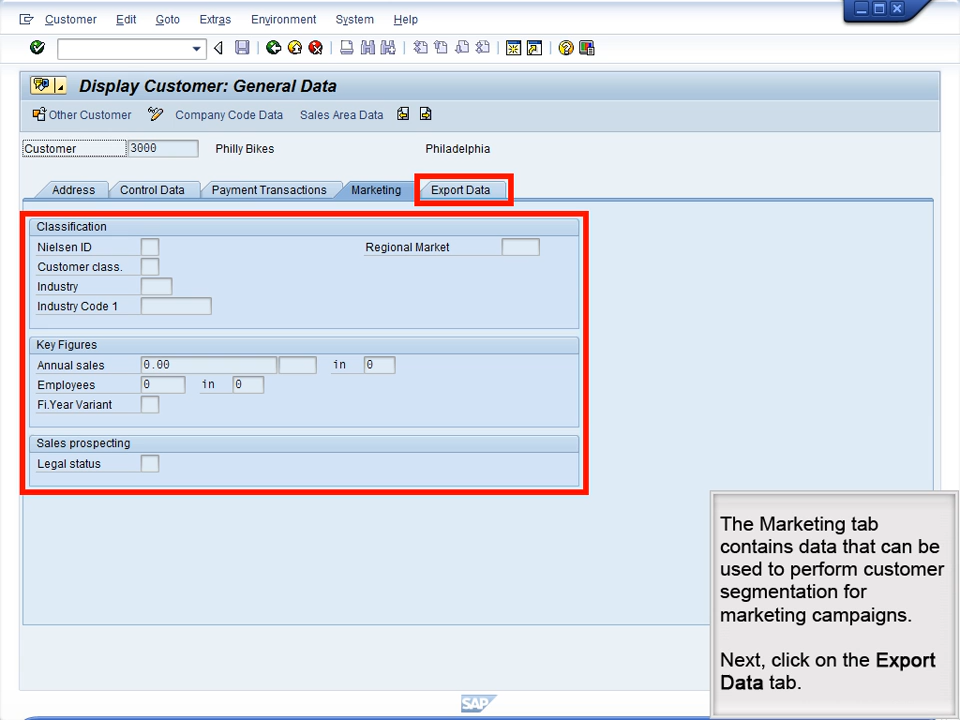 Customer Edit Goto Extras Environment System Help
Display Customer: General Data
Other Customer Company Code Data Sales Area Data
Customer 3000 Philly Bikes Philadelphia
Address Control Data Payment Transactions Marketing Export Data
Classification
Nielsen ID Regional Market
Customer class.
Industry
Industry Code 1
Key Figures
Annual sales 0.00 in 0
Employees 0 in 0
Fi.Year Variant
Sales prospecting
Legal status
The Marketing tab
contains data that can be
used to perform customer
segmentation for
marketing campaigns.
Next, click on the Export
Data tab.
SAP